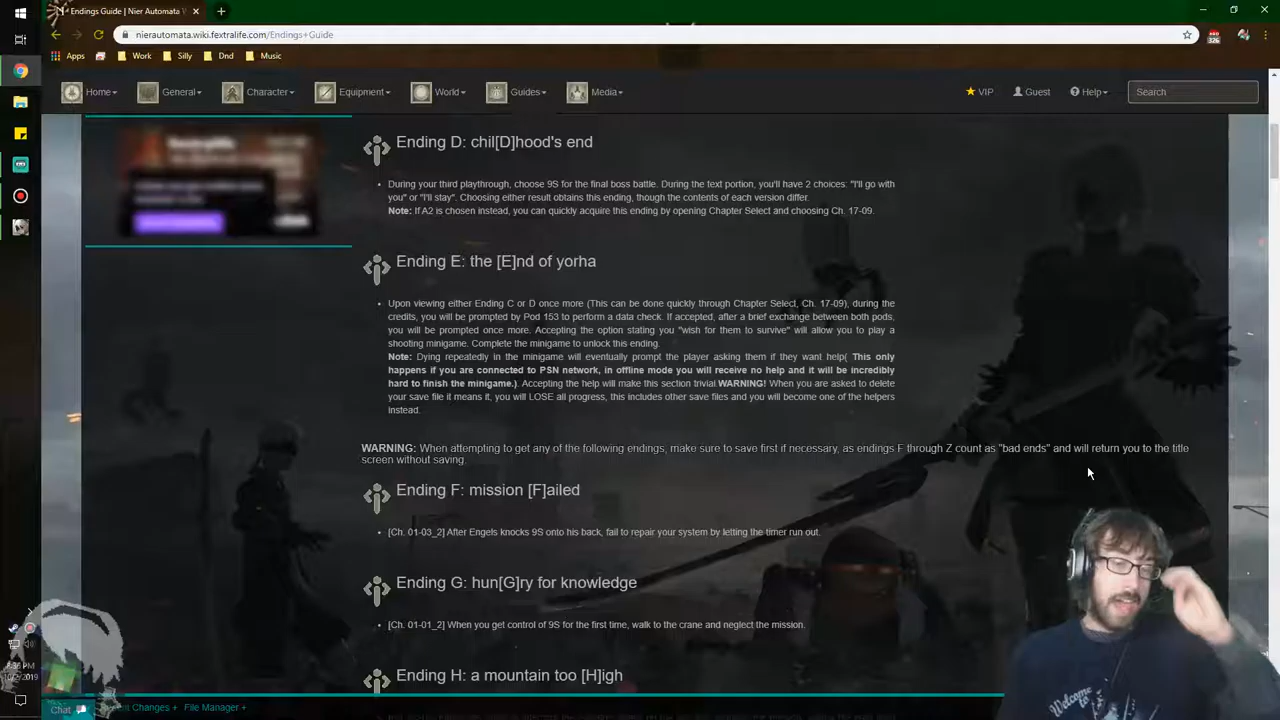 Endings Guide | Nier Automata
nierautomata.wiki.fextralife.com/Endings+Guide
326
Apps
Work
Silly
Dnd
Music
Home
General
Character
Equipment
World
Guides
Media
VIP
Guest
Help
Search
Ending D: chil[D]hood's end
During your third playthrough, choose 9S for the final boss battle. During the text portion, you'll have 2 choices: "I'll go with
you" or "I'll stay". Choosing either result obtains this ending, though the contents of each version differ.
Note: If A2 is chosen instead, you can quickly acquire this ending by opening Chapter Select and choosing Ch. 17-09.
Ending E: the [E]nd of yorha
Upon viewing either Ending C or D once more (This can be done quickly through Chapter Select, Ch. 17-09), during the
credits, you will be prompted by Pod 153 to perform a data check. If accepted, after a brief exchange between both pods,
you will be prompted once more. Accepting the option stating you "wish for them to survive" will allow you to play a
shooting minigame. Complete the minigame to unlock this ending.
Note: Dying repeatedly in the minigame will eventually prompt the player asking them if they want help( This only
happens if you are connected to PSN network, in offline mode you will receive no help and it will be incredibly
hard to finish the minigame.). Accepting the help will make this section trivial WARNING! When you are asked to delete
your save file it means it, you will LOSE all progress, this includes other save files and you will become one of the helpers
instead.
WARNING: When attempting to get any of the following endings, make sure to save first if necessary, as endings F through Z count as "bad ends" and will return you to the title
screen without saving.
Ending F: mission [F]ailed
[Ch. 01-03_2] After Engels knocks 9S onto his back, fail to repair your system by letting the timer run out.
Ending G: hun[G]ry for knowledge
[Ch. 01-01_2] When you get control of 9S for the first time, walk to the crane and neglect the mission.
Ending H: a mountain too [H]igh
Chat
Changes +
File Manager +
Welcome